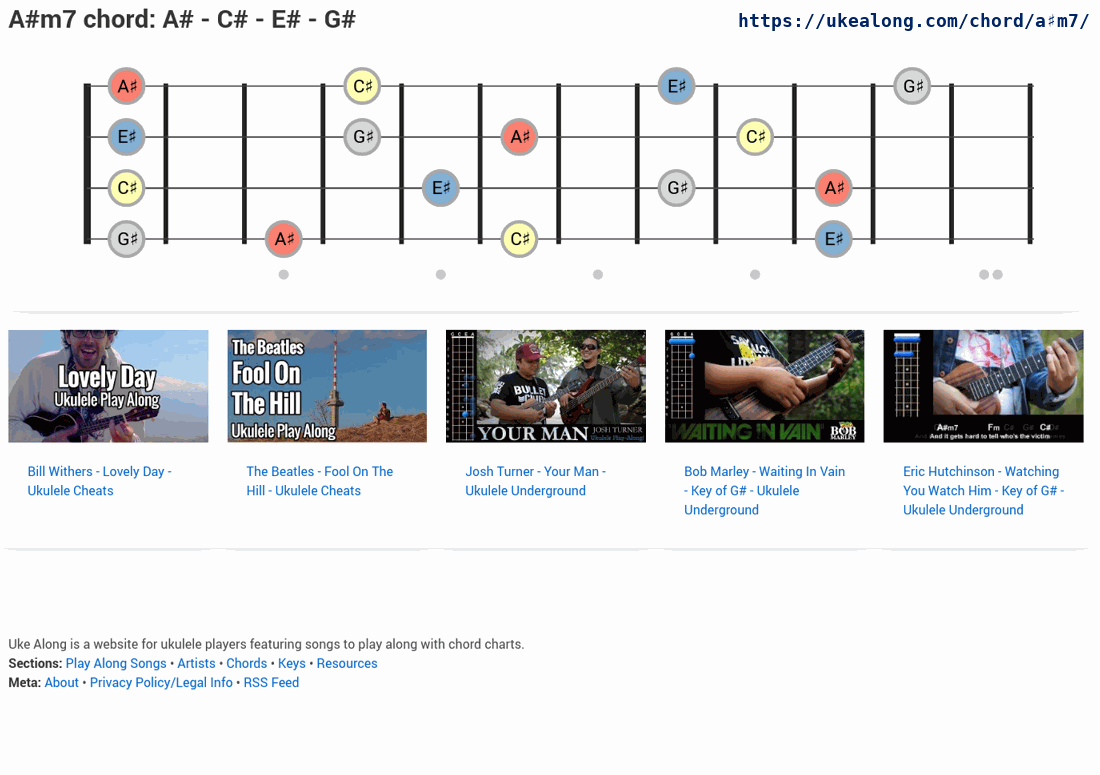 A#m7 chord: A# - C# - E# - G#
https://ukealong.com/chord/a♯m7/
A♯ C♯ E♯ G♯
E♯ G♯ A♯ C♯
C♯ E♯ G♯ A♯
G♯ A♯ C♯ E♯
Lovely Day
Ukulele Play Along
The Beatles
Fool On
The Hill
Ukulele Play Along
G C E A
BULLET
YOUR MAN
JOSH TURNER
Ukulele Play-Along!
WAITING IN VAIN
BOB
MARLEY
A#m7 Fm C# G# C#
And it gets hard to tell who's the victim
Bill Withers - Lovely Day -
Ukulele Cheats
The Beatles - Fool On The
Hill - Ukulele Cheats
Josh Turner - Your Man -
Ukulele Underground
Bob Marley - Waiting In Vain
- Key of G# - Ukulele
Underground
Eric Hutchinson - Watching
You Watch Him - Key of G# -
Ukulele Underground
Uke Along is a website for ukulele players featuring songs to play along with chord charts.
Sections: Play Along Songs • Artists • Chords • Keys • Resources
Meta: About • Privacy Policy/Legal Info • RSS Feed